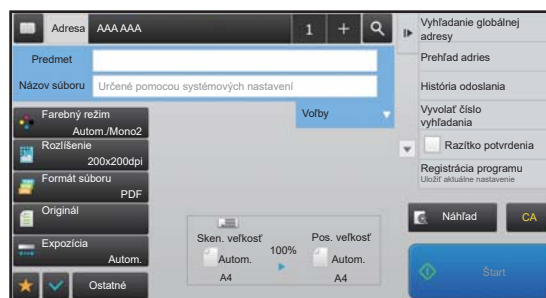 Adresa AAA AAA 1 +
Predmet
Názov súboru Určené pomocou systémových nastavení
Voľby
Farebný režim
Autom./Mono2
Rozlíšenie
200x200dpi
Formát súboru
PDF
Originál
Expozícia
Autom.
Ostatné
Sken. veľkosť
Autom.
A4
100%
Pos. veľkosť
Autom.
A4
Vyhľadanie globálnej
adresy
Prehľad adries
História odoslania
Vyvolať číslo
vyhľadania
Razítko potvrdenia
Registrácia programu
Uložiť aktuálne nastavenie
Náhľad
CA
Štart